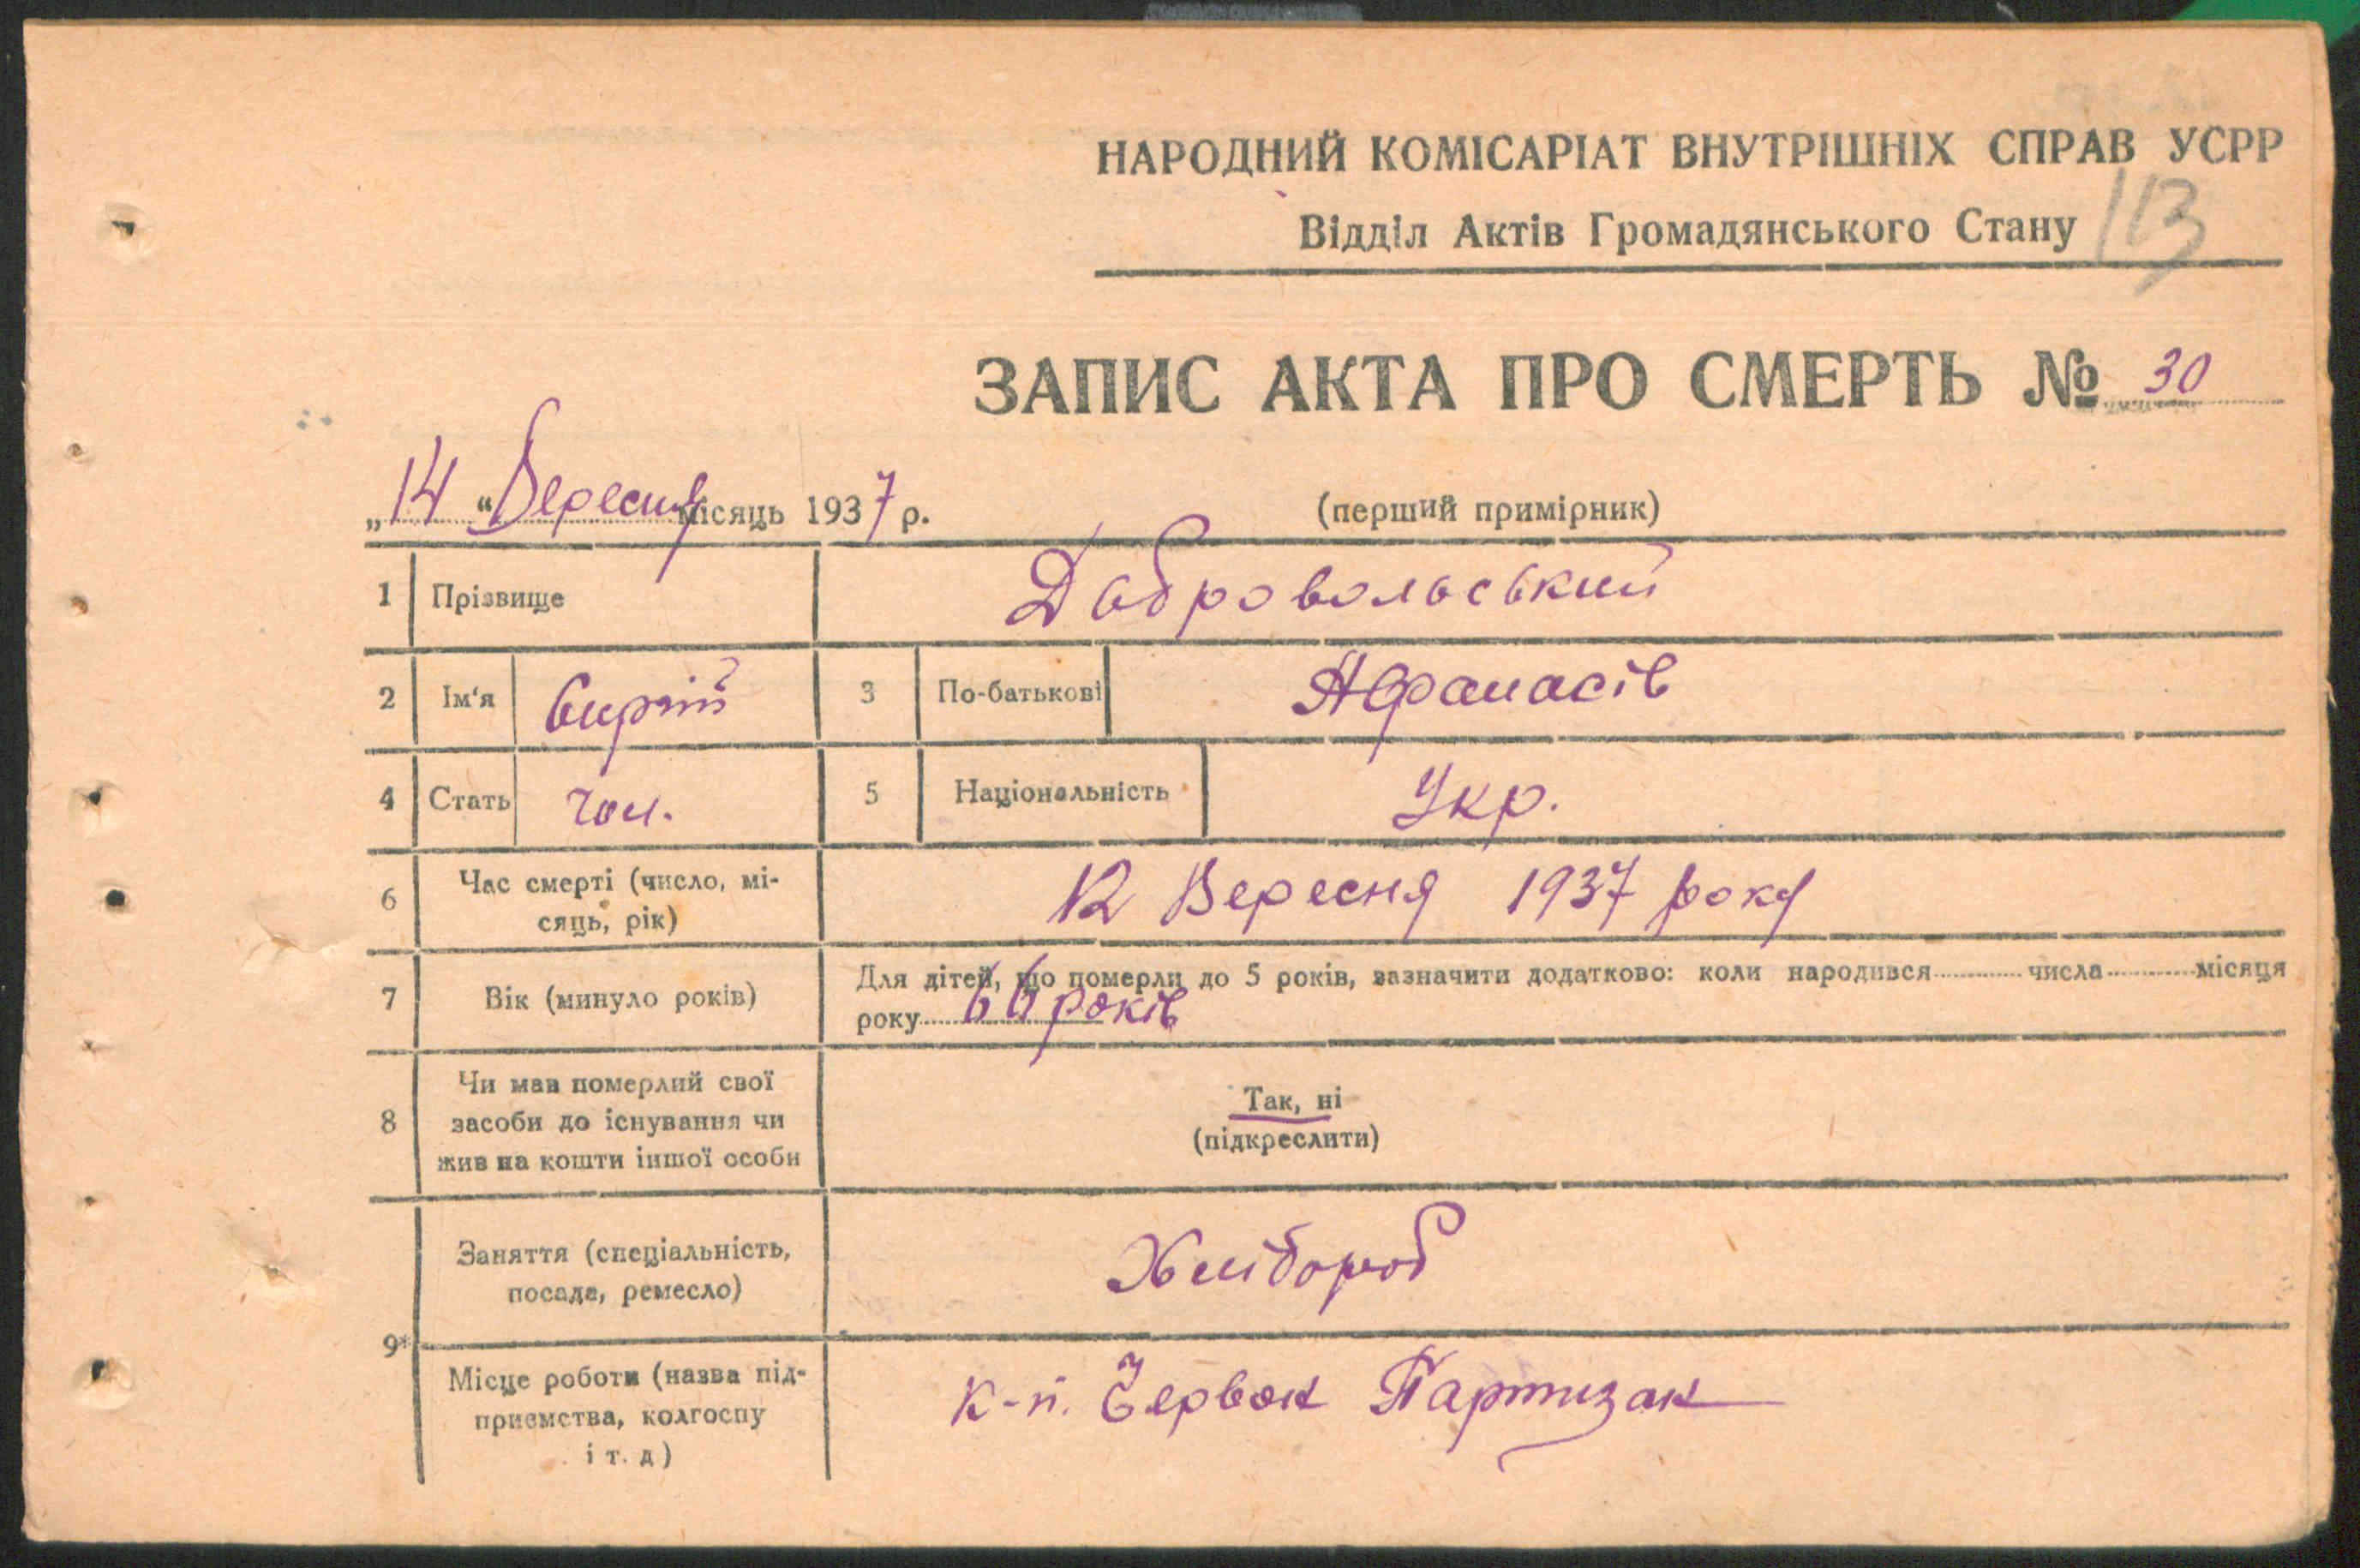 НАРОДНИЙ КОМІСАРІАТ ВНУТРІШНІХ СПРАВ УСРР
Відділ Актів Громадянського Стану
113
ЗАПИС АКТА ПРО СМЕРТЬ № 30
„14“ Вересня місяць 1937 р.
(перший примірник)
1 Прізвище Добровольський
2 Ім'я 3 По-батькові Афанасів
4 Стать чол. 5 Національність Укр.
6 Час смерті (число, мі-
сяць, рік) 12 Вересня 1937 року
7 Вік (минуло років) Для дітей, що померли до 5 років, зазначити додатково: коли народився числа місяця
року 66 років
8 Чи мав померлий свої
засоби до існування чи
жив на кошти іншої особи
Так, ні
(підкреслити)
9*
Заняття (спеціальність,
посада, ремесло) Хлібороб
Місце роботи (назва під-
приємства, колгоспу
і т. д)
к-п. Червон Партизан